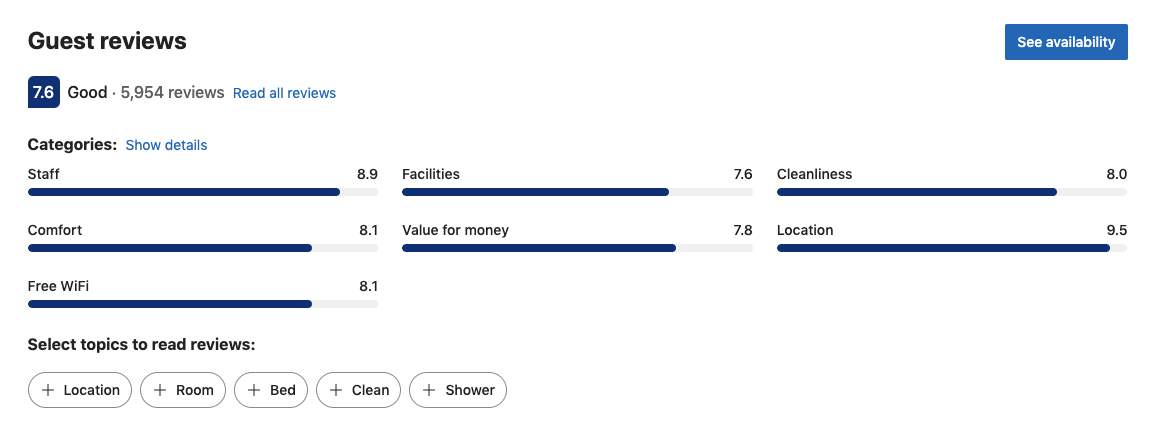 Guest reviews
See availability
7.6 Good · 5,954 reviews Read all reviews
Categories: Show details
Staff 8.9
Facilities 7.6
Cleanliness 8.0
Comfort 8.1
Value for money 7.8
Location 9.5
Free WiFi 8.1
Select topics to read reviews:
+ Location + Room + Bed + Clean + Shower